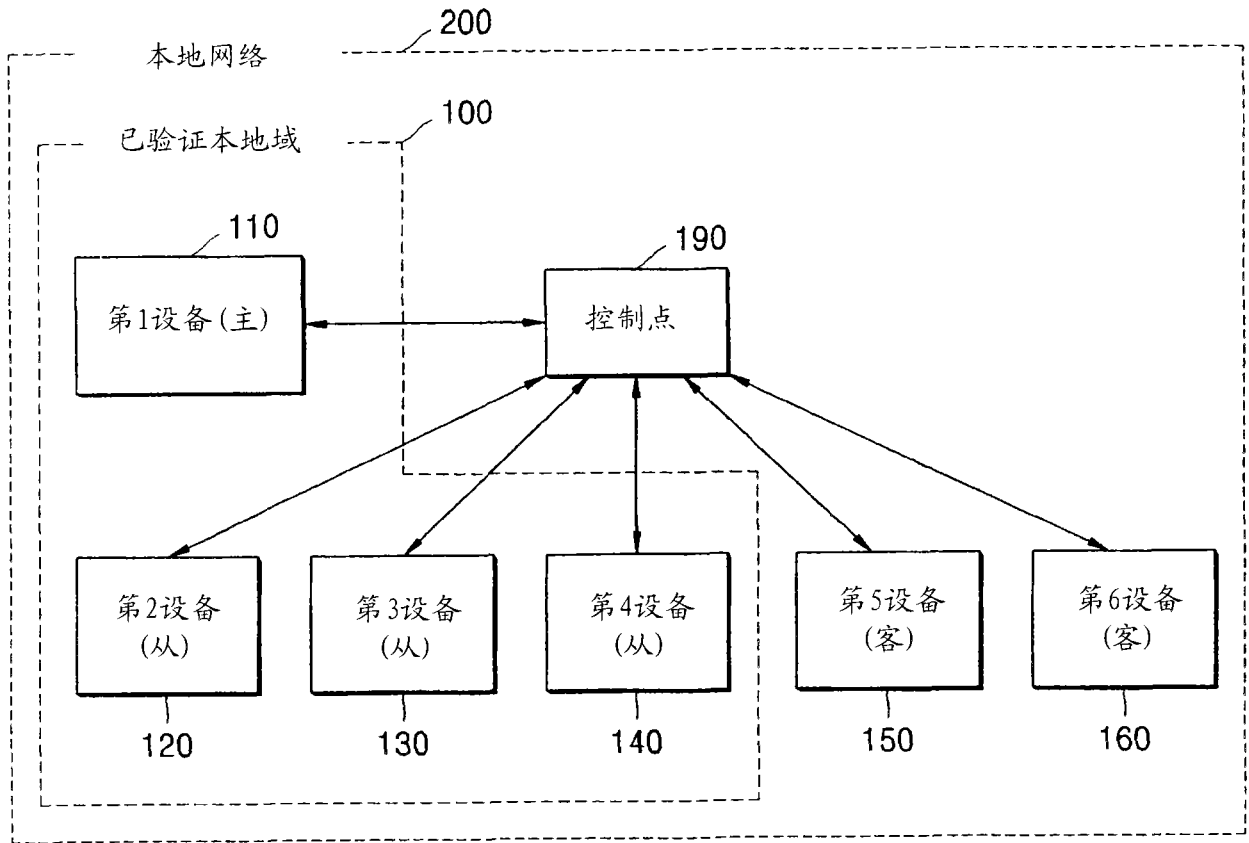 200
本地网络
100
已验证本地域
110
第1设备(主)
190
控制点
第2设备
(从)
第3设备
(从)
第4设备
(从)
第5设备
(客)
第6设备
(客)
120
130
140
150
160